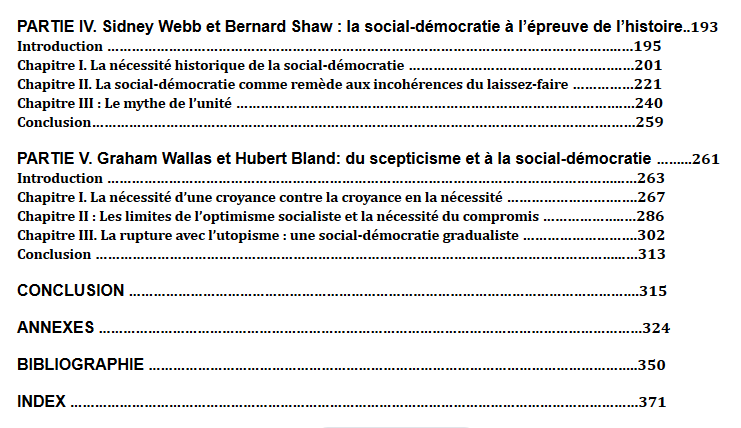 PARTIE IV. Sidney Webb et Bernard Shaw : la social-démocratie à l’épreuve de l’histoire..193
Introduction ……………………………………………………………………………………………...…195
Chapitre I. La nécessité historique de la social-démocratie ……………………………………201
Chapitre II. La social-démocratie comme remède aux incohérences du laissez-faire …………...221
Chapitre III : Le mythe de l’unité ……………………………………………………………………240
Conclusion……………………………………………………………………………………………………259
PARTIE V. Graham Wallas et Hubert Bland: du scepticisme et à la social-démocratie ……...261
Introduction ……………………………………………………………………………………………...…263
Chapitre I. La nécessité d’une croyance contre la croyance en la nécessité …………………….267
Chapitre II : Les limites de l’optimisme socialiste et la nécessité du compromis ……………..286
Chapitre III. La rupture avec l’utopisme : une social-démocratie gradualiste ………………….302
Conclusion ……………………………………………………………………………………………...…313
CONCLUSION ……………………………………………………………………………………………….315
ANNEXES ……………………………………………………………………………………………………324
BIBLIOGRAPHIE …………………………………………………………………………………………..350
INDEX …………………………………………………………………………………………………………371